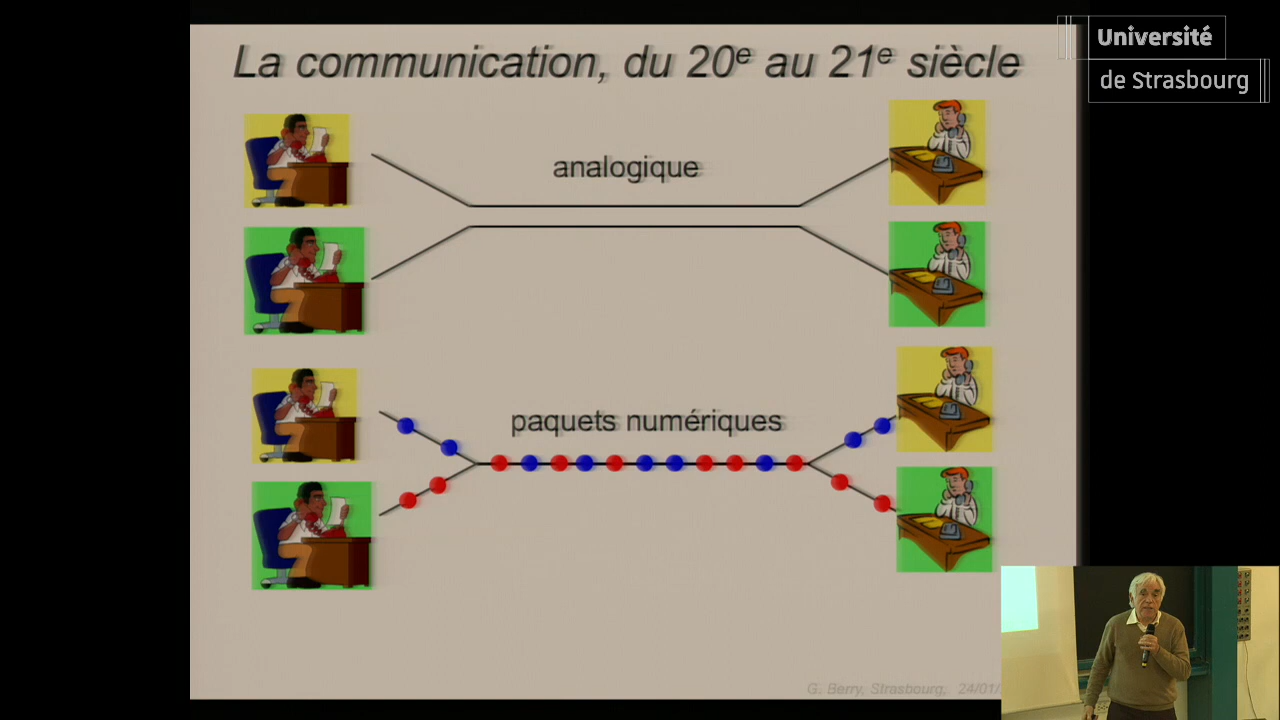 La communication, du 20e au 21e siècle
Université
de Strasbourg
analogique
paquets numériques
G. Berry, Strasbourg, 24/01/